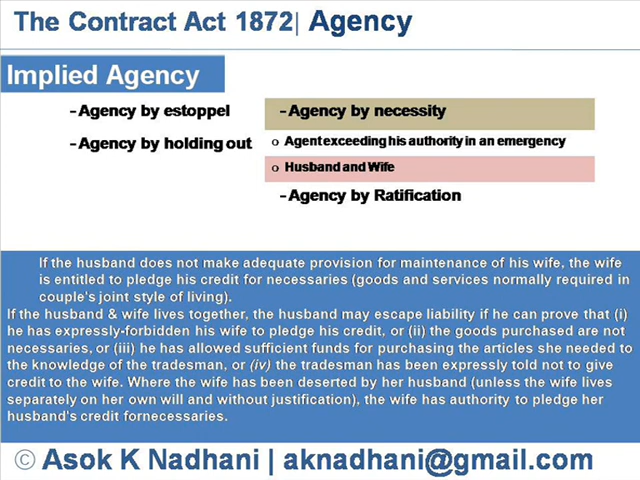 The Contract Act 1872| Agency
Implied Agency
-Agency by estoppel
-Agency by holding out
-Agency by necessity
o Agent exceeding his authority in an emergency
o Husband and Wife
-Agency by Ratification
If the husband does not make adequate provision for maintenance of his wife, the wife
is entitled to pledge his credit for necessaries (goods and services normally required in
couple's joint style of living).
If the husband & wife lives together, the husband may escape liability if he can prove that (i)
he has expressly-forbidden his wife to pledge his credit, or (ii) the goods purchased are not
necessaries, or (iii) he has allowed sufficient funds for purchasing the articles she needed to
the knowledge of the tradesman, or (iv) the tradesman has been expressly told not to give
credit to the wife. Where the wife has been deserted by her husband (unless the wife lives
separately on her own will and without justification), the wife has authority to pledge her
husband's credit fornecessaries.
© Asok K Nadhani | aknadhani@gmail.com